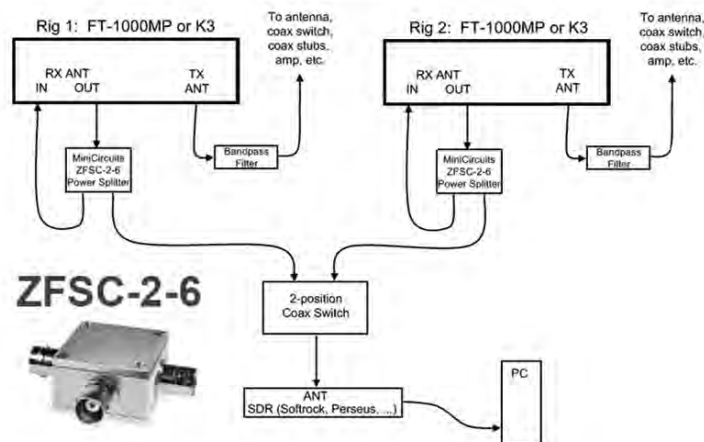 Rig 1: FT-1000MP or K3
To antenna,
coax switch,
coax stubs,
amp, etc.
RX ANT
IN OUT
TX
ANT
MiniCircuits
ZFSC-2-6
Power Splitter
Bandpass
Filter
Rig 2: FT-1000MP or K3
To antenna,
coax switch,
coax stubs,
amp, etc.
RX ANT
IN OUT
TX
ANT
MiniCircuits
ZFSC-2-6
Power Splitter
Bandpass
Filter
ZFSC-2-6
2-position
Coax Switch
ANT
SDR (Softrock, Perseus, ...)
PC